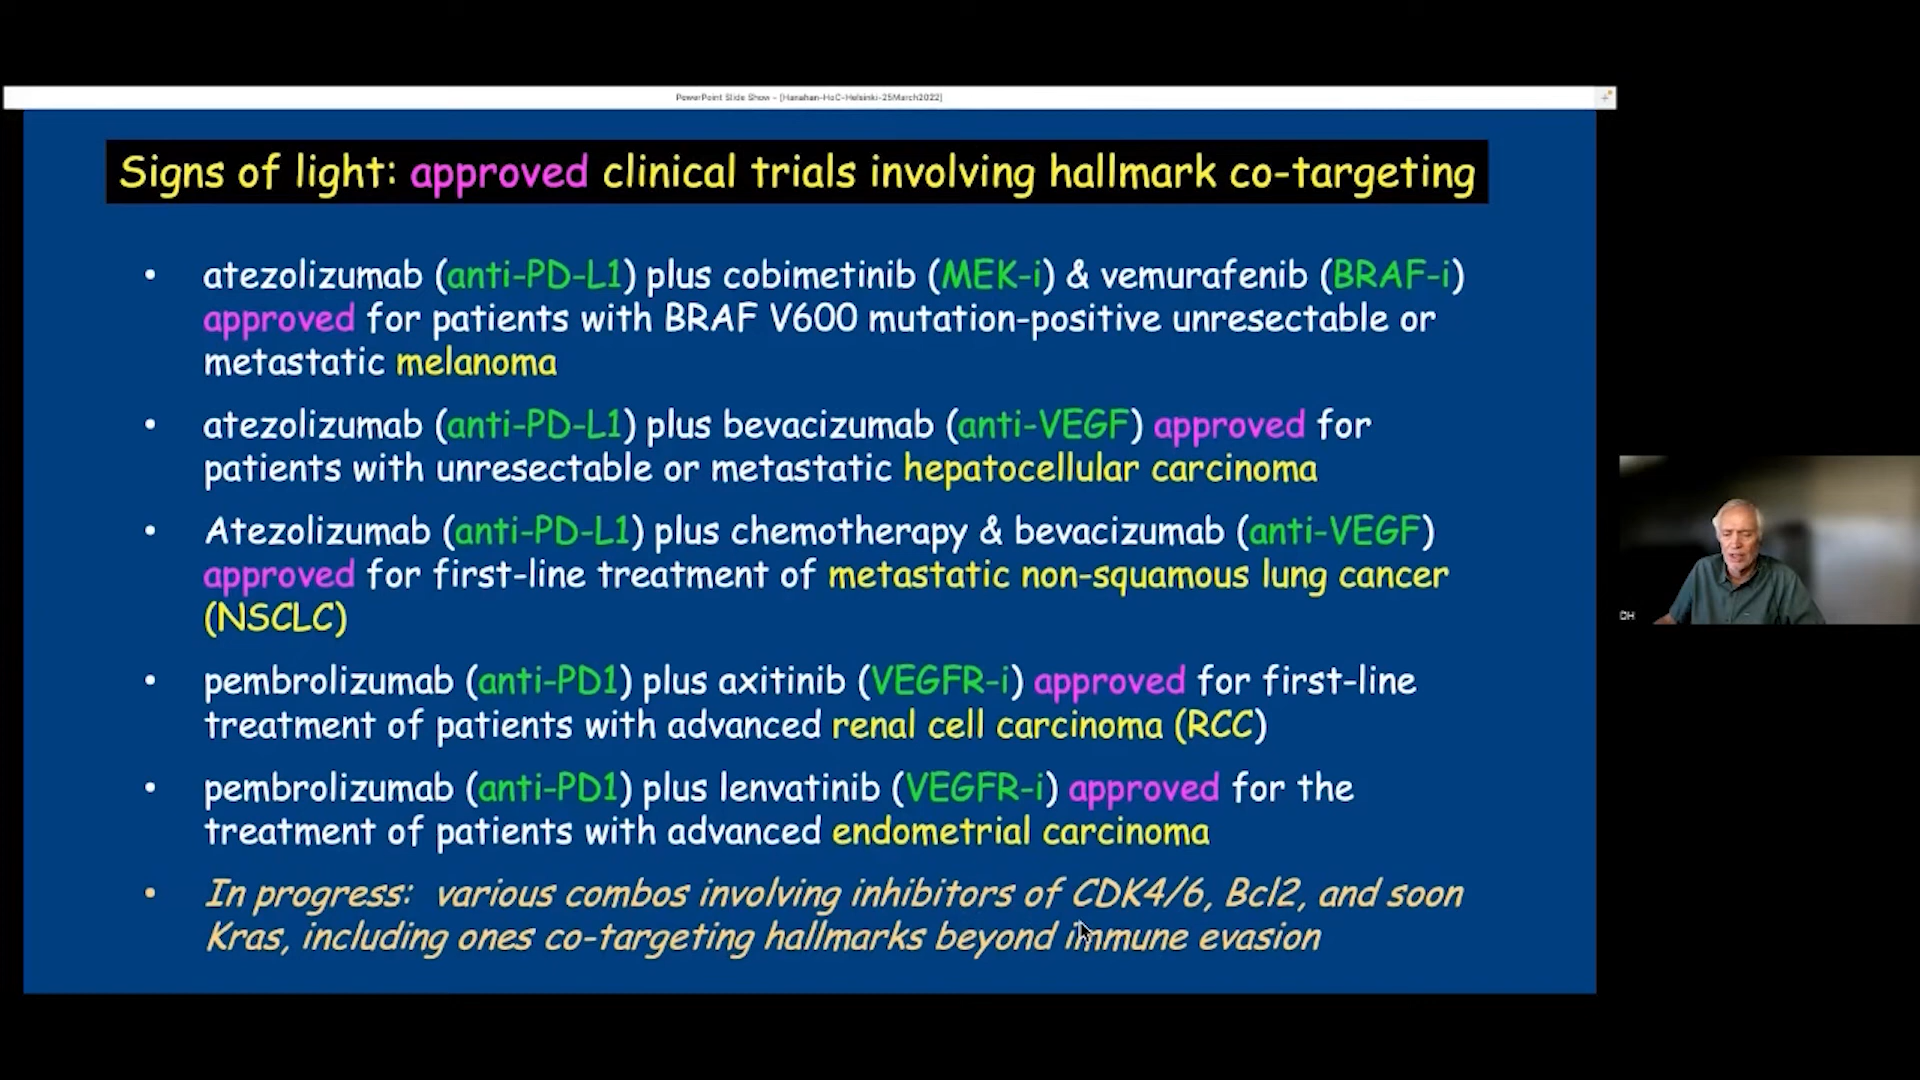 PowerPoint Slide Show - [Hanahan-HoC-Helsinki-25March2022]
Signs of light: approved clinical trials involving hallmark co-targeting
• atezolizumab (anti-PD-L1) plus cobimetinib (MEK-i) & vemurafenib (BRAF-i)
approved for patients with BRAF V600 mutation-positive unresectable or
metastatic melanoma
• atezolizumab (anti-PD-L1) plus bevacizumab (anti-VEGF) approved for
patients with unresectable or metastatic hepatocellular carcinoma
• Atezolizumab (anti-PD-L1) plus chemotherapy & bevacizumab (anti-VEGF)
approved for first-line treatment of metastatic non-squamous lung cancer
(NSCLC)
• pembrolizumab (anti-PD1) plus axitinib (VEGFR-i) approved for first-line
treatment of patients with advanced renal cell carcinoma (RCC)
• pembrolizumab (anti-PD1) plus lenvatinib (VEGFR-i) approved for the
treatment of patients with advanced endometrial carcinoma
• In progress: various combos involving inhibitors of CDK4/6, Bcl2, and soon
Kras, including ones co-targeting hallmarks beyond immune evasion
DH